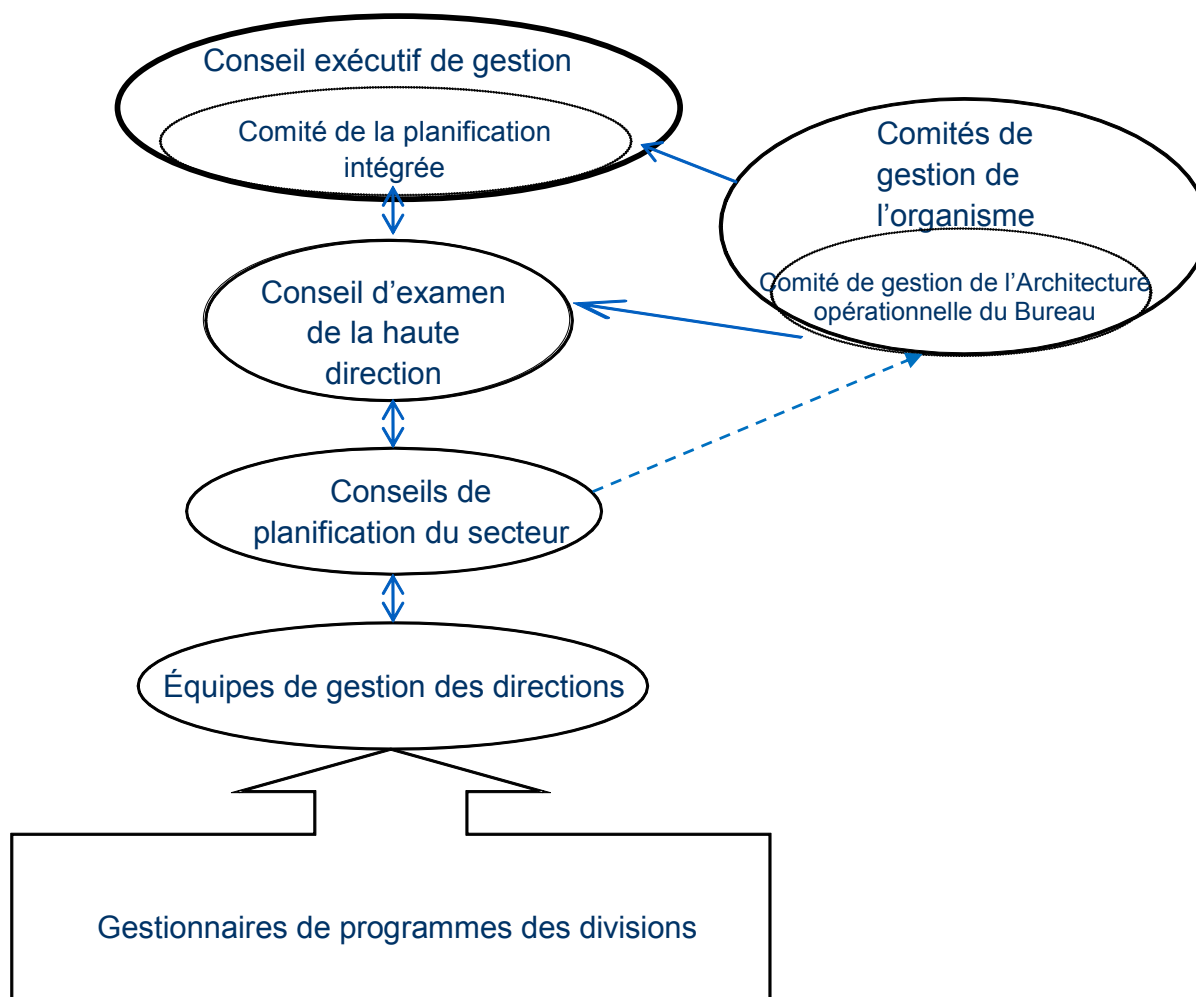 Conseil exécutif de gestion
Comité de la planification
intégrée
Comités de
gestion de
l’organisme
Comité de gestion de l’Architecture
opérationnelle du Bureau
Conseil d’examen
de la haute
direction
Conseils de
planification du secteur
Équipes de gestion des directions
Gestionnaires de programmes des divisions